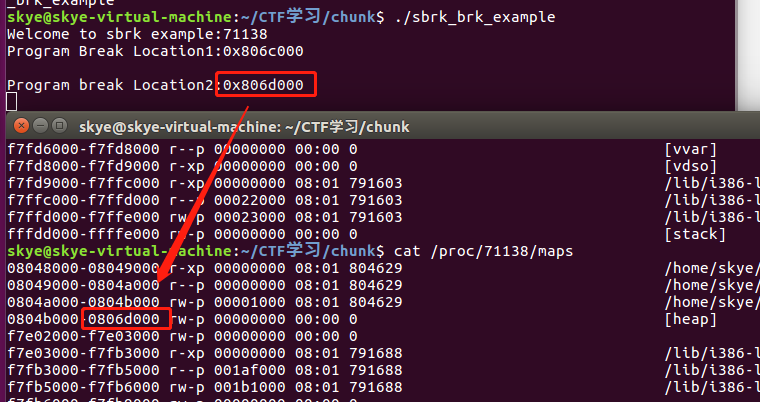 _brk_example
skye@skye-virtual-machine:~/CTF学习/chunk$ ./sbrk_brk_example
Welcome to sbrk example:71138
Program Break Location1:0x806c000
Program break Location2:0x806d000
skye@skye-virtual-machine: ~/CTF学习/chunk
f7fd6000-f7fd8000 r--p 00000000 00:00 0 [vvar]
f7fd8000-f7fd9000 r-xp 00000000 00:00 0 [vdso]
f7fd9000-f7ffc000 r-xp 00000000 08:01 791603 /lib/i386-l
f7ffc000-f7ffd000 r--p 00022000 08:01 791603 /lib/i386-l
f7ffd000-f7ffe000 rw-p 00023000 08:01 791603 /lib/i386-l
fffdd000-ffffe000 rw-p 00000000 00:00 0 [stack]
skye@skye-virtual-machine:~/CTF学习/chunk$ cat /proc/71138/maps
08048000-08049000 r-xp 00000000 08:01 804629 /home/skye/
08049000-0804a000 r--p 00000000 08:01 804629 /home/skye/
0804a000-0804b000 rw-p 00001000 08:01 804629 /home/skye/
0804b000-0806d000 rw-p 00000000 00:00 0 [heap]
f7e02000-f7e03000 rw-p 00000000 00:00 0
f7e03000-f7fb3000 r-xp 00000000 08:01 791688 /lib/i386-l
f7fb3000-f7fb5000 r--p 001af000 08:01 791688 /lib/i386-l
f7fb5000-f7fb6000 rw-p 001b1000 08:01 791688 /lib/i386-l